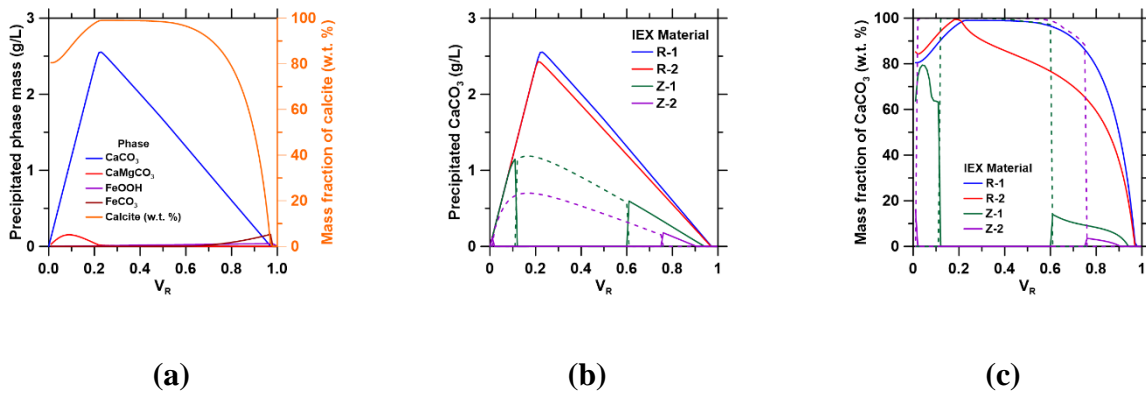 Precipitated phase mass (g/L)
3
2
1
0
0.0 0.2 0.4 0.6 0.8 1.0
V_R
Phase
CaCO₃
CaMgCO₃
FeOOH
FeCO₃
Calcite (w.t. %)
100
80
60
40
20
0
Mass fraction of calcite (w.t. %)
(a)
Precipitated CaCO₃ (g/L)
3
2
1
0
0 0.2 0.4 0.6 0.8 1
V_R
IEX Material
R-1
R-2
Z-1
Z-2
(b)
Mass fraction of CaCO₃ (w.t. %)
100
80
60
40
20
0
0 0.2 0.4 0.6 0.8 1
V_R
IEX Material
R-1
R-2
Z-1
Z-2
(c)